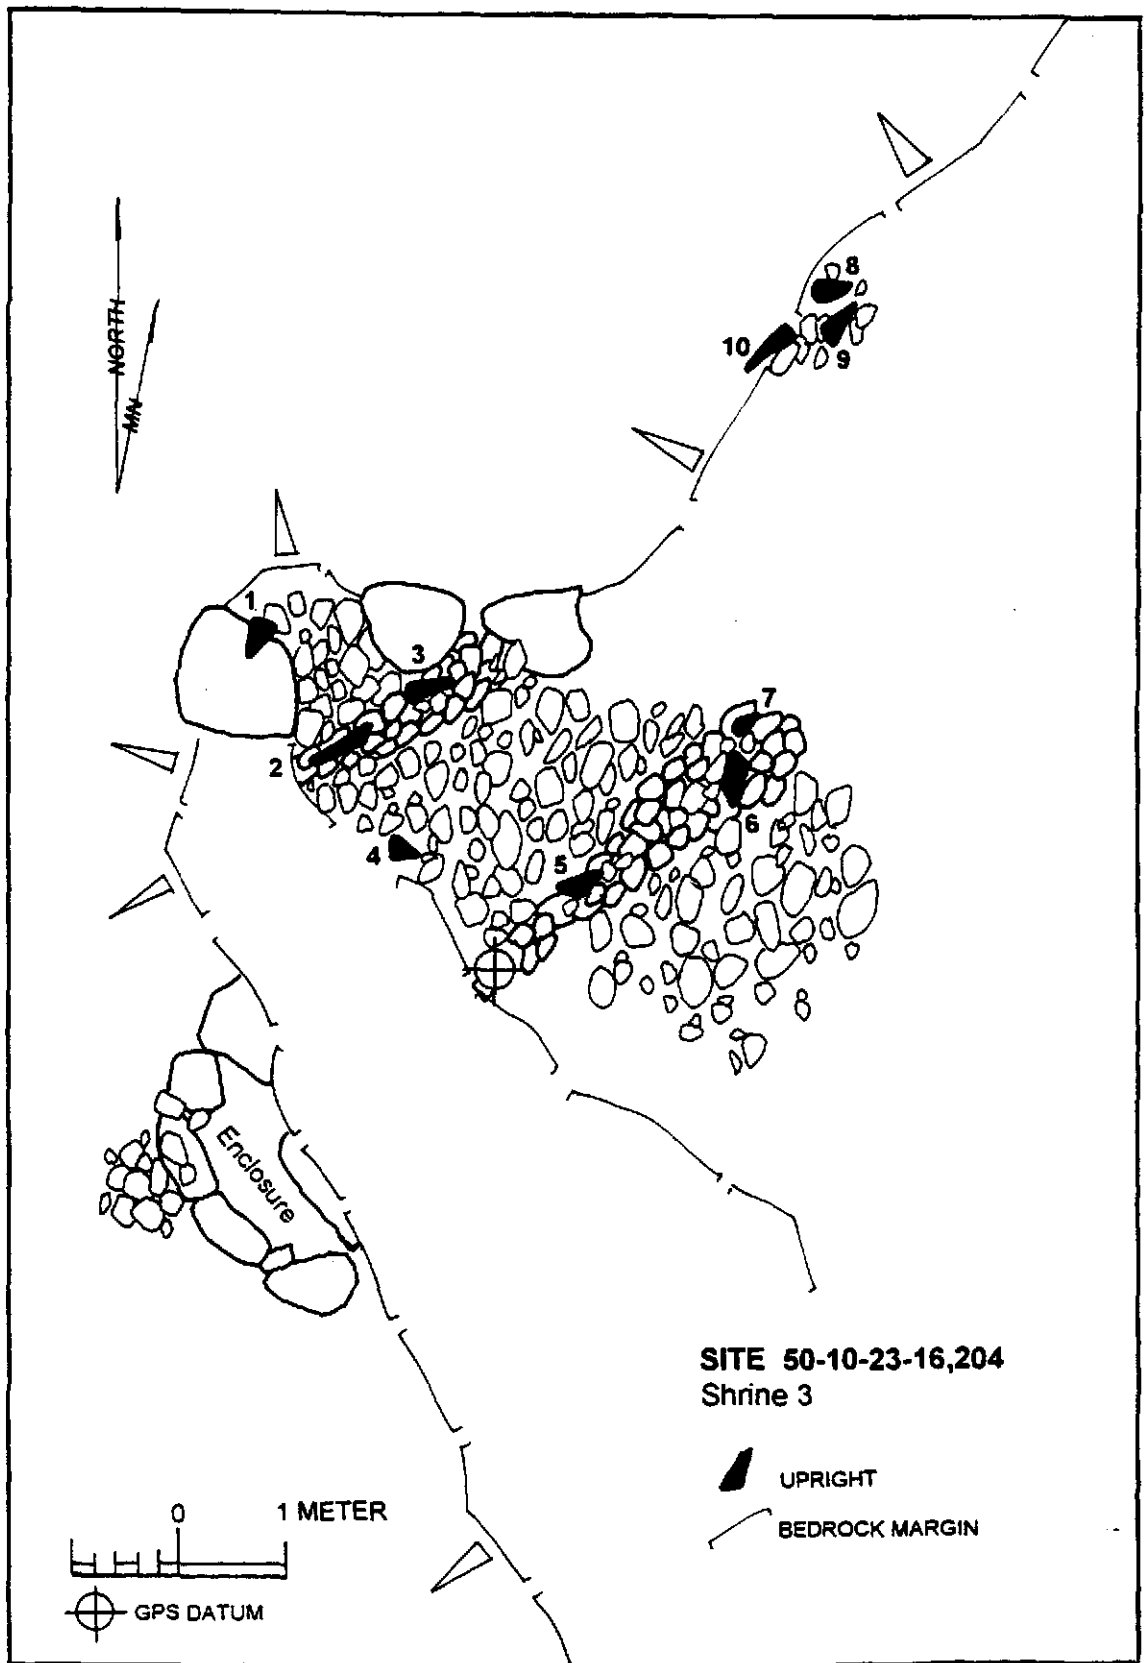 8
10
9
NORTH
MN
1
3
7
2
6
4
5
Enclosure
SITE 50-10-23-16,204
Shrine 3
UPRIGHT
0 1 METER
BEDROCK MARGIN
GPS DATUM